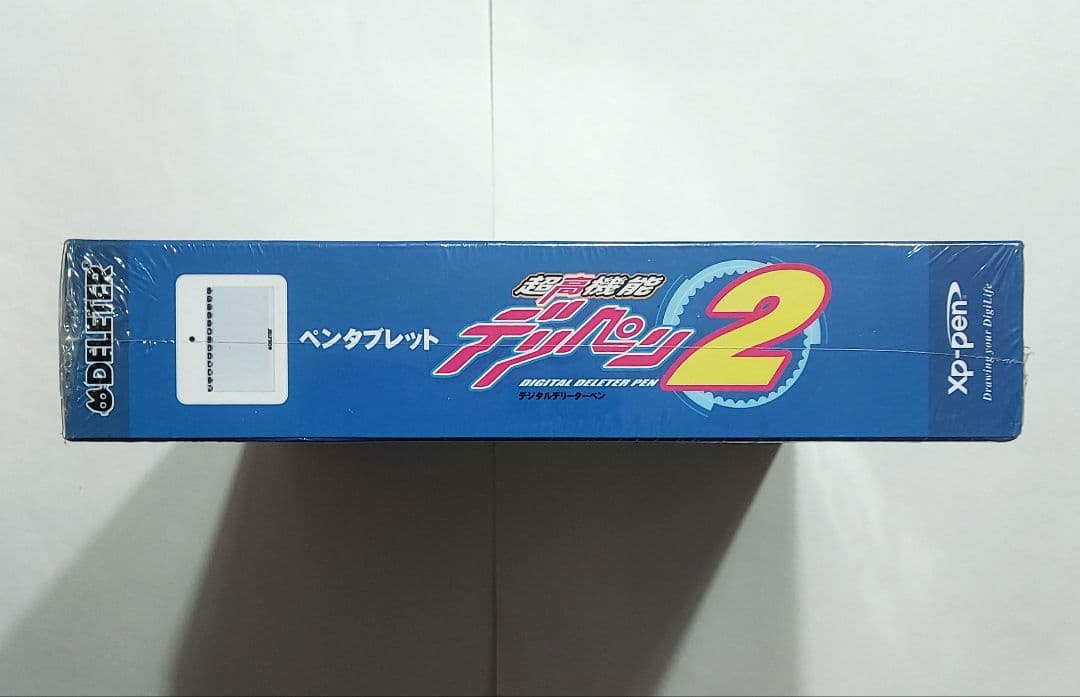 DELETER
ペンタブレット
超高機能
デリペン2
DIGITAL DELETER PEN
デジタルデリーターペン
xp-pen
Drawing your DigiLife